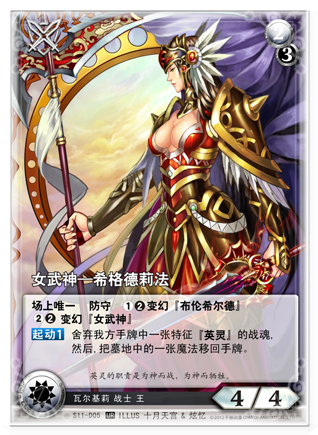 3
女武神—希格德莉法
场上唯一 防守 1❷变幻『布伦希尔德』
2❷变幻『女武神』
起动1 舍弃我方手牌中一张特征『英灵』的战魂,
然后,把墓地中的一张魔法移回手牌。
英灵的职责是为神而战，为神而牺牲。
瓦尔基莉 战士 王
4 / 4
S11-005 ILLUS 十月天宫 & 炫忆